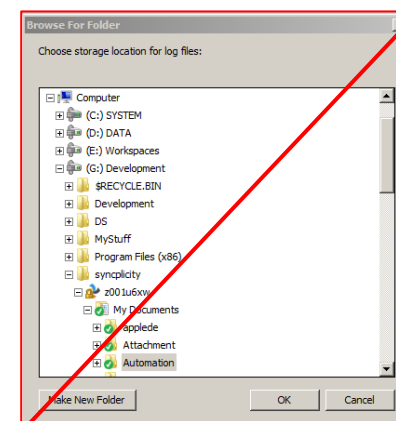 Browse For Folder
Choose storage location for log files:
Computer
(C:) SYSTEM
(D:) DATA
(E:) Workspaces
(G:) Development
$RECYCLE.BIN
Development
DS
MyStuff
Program Files (x86)
syncplicity
z001u6xw
My Documents
applede
Attachment
Automation
Make New Folder
OK
Cancel